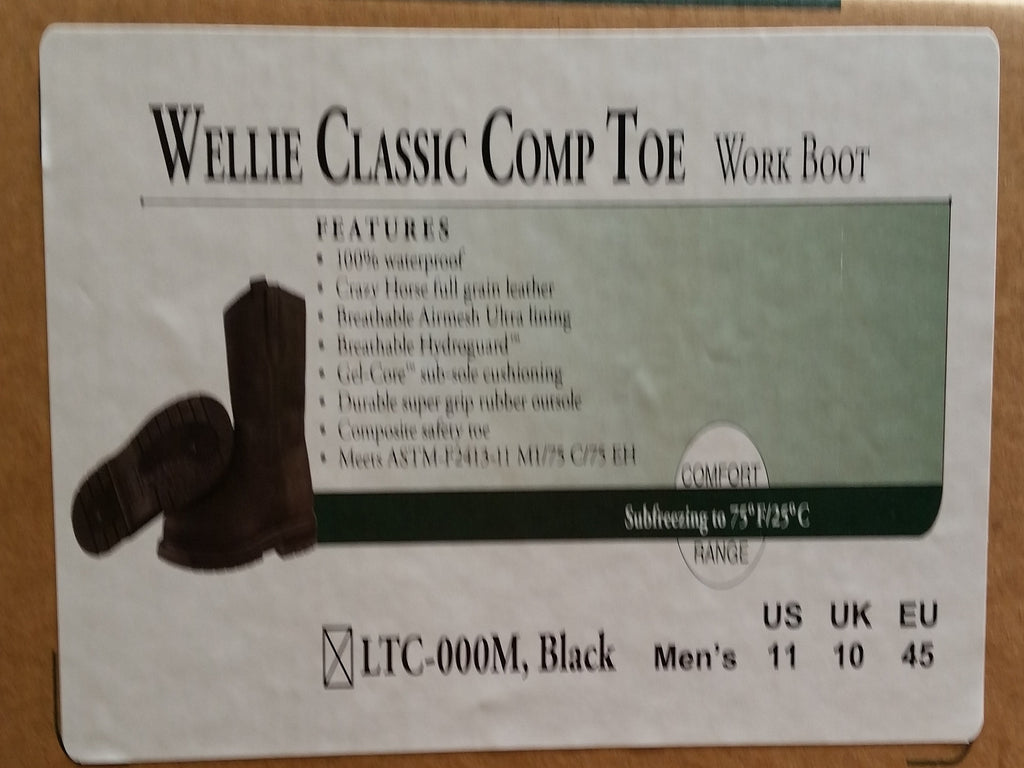 WELLIE CLASSIC COMP TOE WORK BOOT
FEATURES
• 100% waterproof
• Crazy Horse full grain leather
• Breathable Airmesh Ultra lining
• Breathable Hydroguard™
• Gel-Core™ sub-sole cushioning
• Durable super grip rubber outsole
• Composite safety toe
• Meets ASTM-F2413-11 M1/75 C/75 EH
COMFORT
Subfreezing to 75°F/25°C
RANGE
US UK EU
LTC-000M, Black Men's 11 10 45